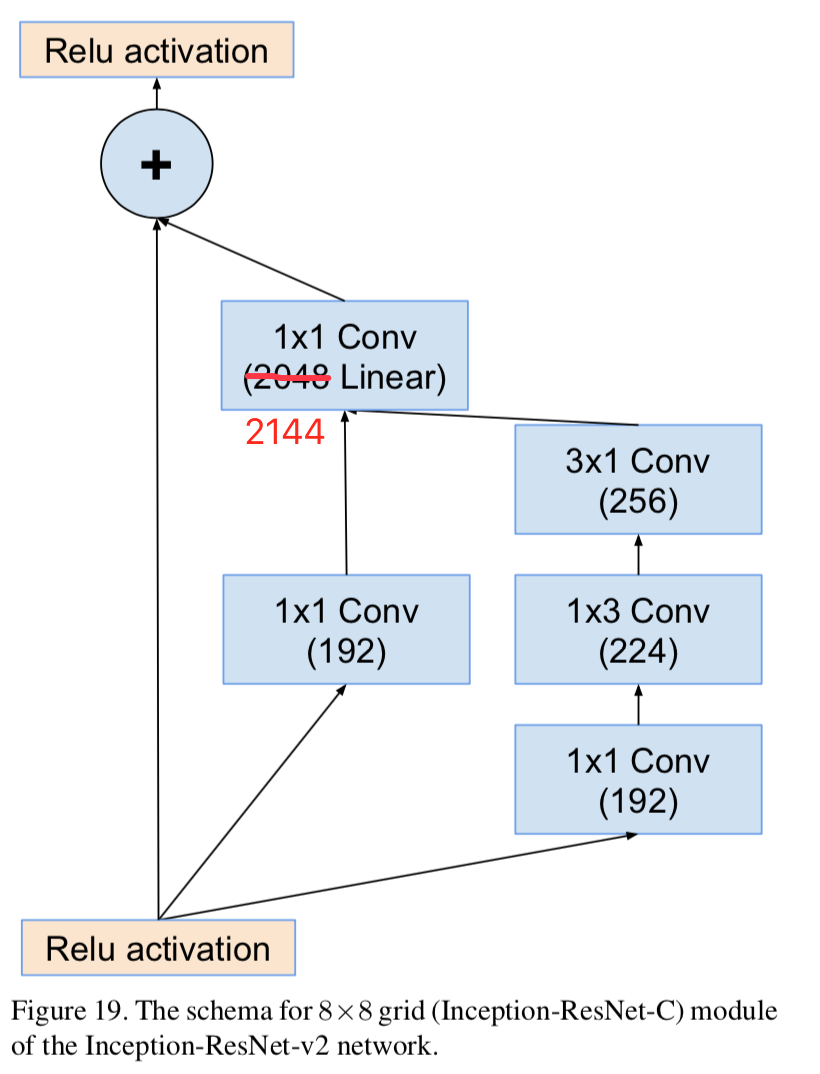 Relu activation
+
1x1 Conv
(2048 Linear)
2144
3x1 Conv
(256)
1x1 Conv
(192)
1x3 Conv
(224)
1x1 Conv
(192)
Relu activation
Figure 19. The schema for 8×8 grid (Inception-ResNet-C) module
of the Inception-ResNet-v2 network.